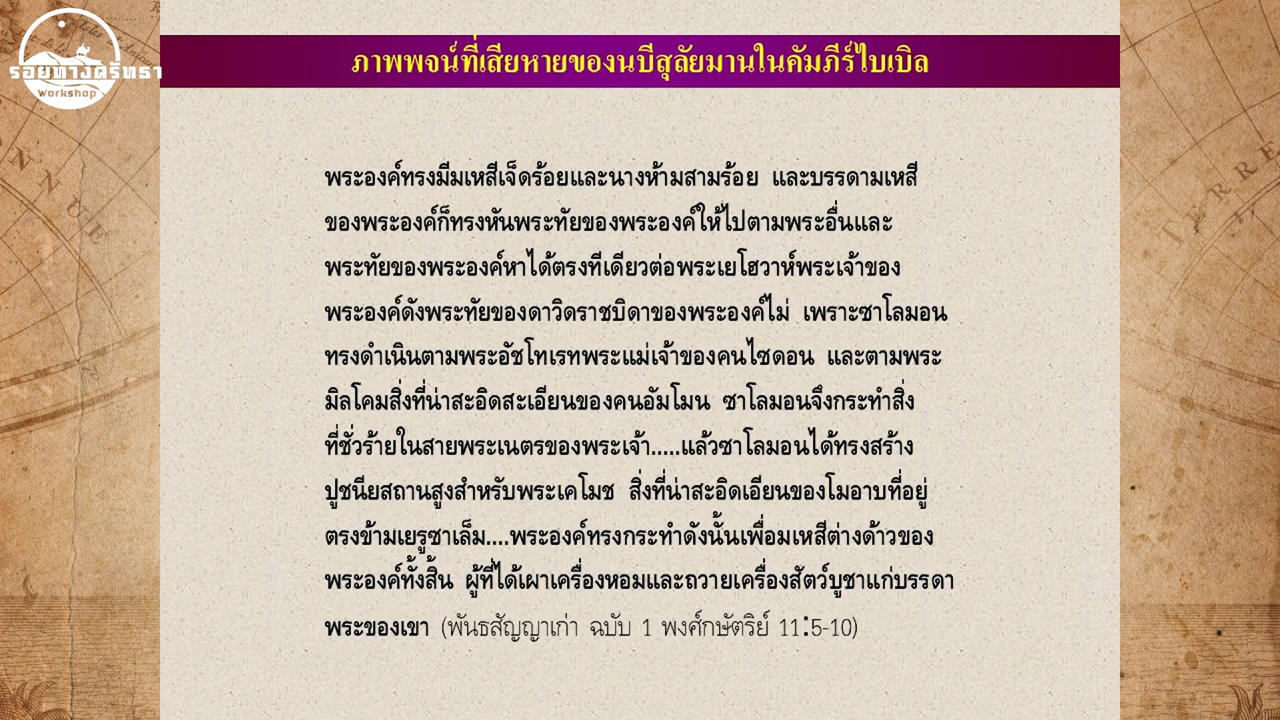 รอยทางศรัทธา
Workshop
ภาพพจน์ที่เสียหายของนบีสุลัยมานในคัมภีร์ไบเบิล
พระองค์ทรงมีมเหสีเจ็ดร้อยและนางห้ามสามร้อย และบรรดามเหสี
ของพระองค์ก็ทรงหันพระทัยของพระองค์ให้ไปตามพระอื่นและ
พระทัยของพระองค์หาได้ตรงทีเดียวต่อพระเยโฮวาห์พระเจ้าของ
พระองค์ดังพระทัยของดาวิดราชบิดาของพระองค์ไม่ เพราะซาโลมอน
ทรงดำเนินตามพระอัชโทเรทพระแม่เจ้าของคนไซดอน และตามพระ
มิลโคมสิ่งที่น่าสะอิดสะเอียนของคนอัมโมน ซาโลมอนจึงกระทำสิ่ง
ที่ชั่วร้ายในสายพระเนตรของพระเจ้า.....แล้วซาโลมอนได้ทรงสร้าง
ปูชนียสถานสูงสำหรับพระเคโมช สิ่งที่น่าสะอิดเอียนของโมอาบที่อยู่
ตรงข้ามเยรูซาเล็ม....พระองค์ทรงกระทำดังนั้นเพื่อมเหสีต่างด้าวของ
พระองค์ทั้งสิ้น ผู้ที่ได้เผาเครื่องหอมและถวายเครื่องสัตว์บูชาแก่บรรดา
พระของเขา (พันธสัญญาเก่า ฉบับ 1 พงศ์กษัตริย์ 11:5-10)